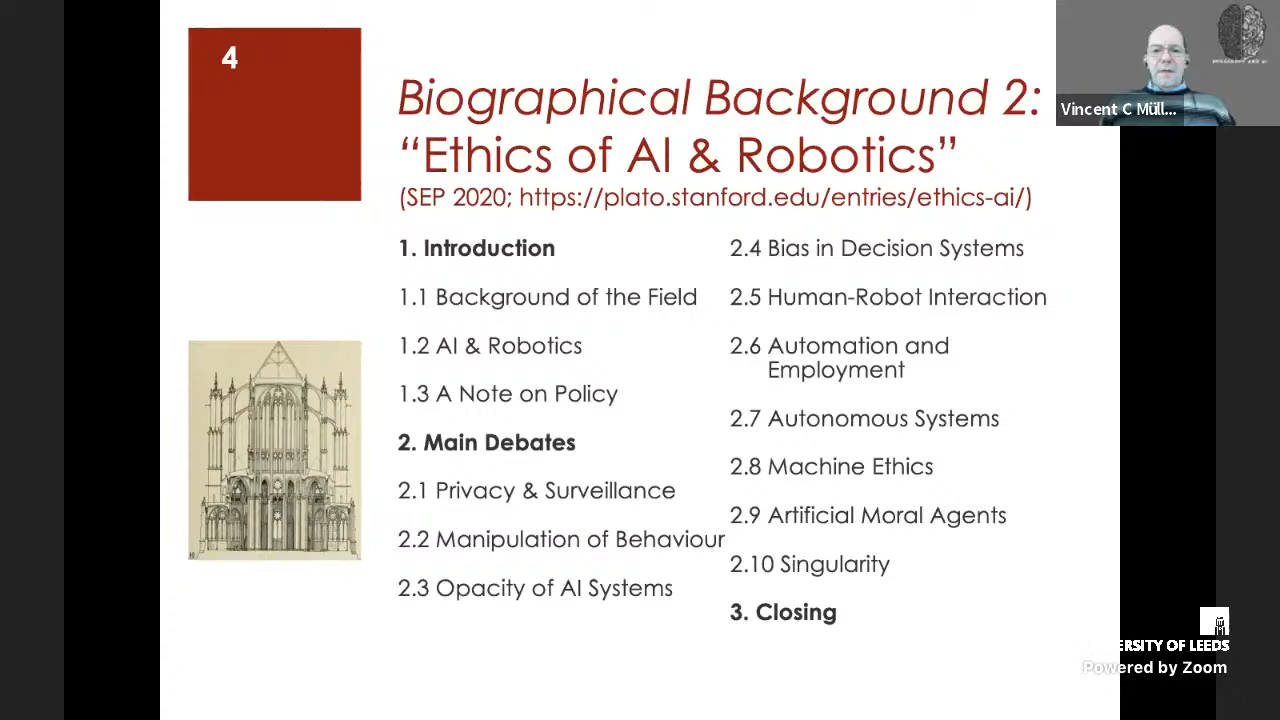 4
Biographical Background 2:
“Ethics of AI & Robotics”
(SEP 2020; https://plato.stanford.edu/entries/ethics-ai/)
1. Introduction
1.1 Background of the Field
1.2 AI & Robotics
1.3 A Note on Policy
2. Main Debates
2.1 Privacy & Surveillance
2.2 Manipulation of Behaviour
2.3 Opacity of AI Systems
2.4 Bias in Decision Systems
2.5 Human-Robot Interaction
2.6 Automation and
Employment
2.7 Autonomous Systems
2.8 Machine Ethics
2.9 Artificial Moral Agents
2.10 Singularity
3. Closing
Vincent C Müll...
ERSITY OF LEEDS
Powered by Zoom